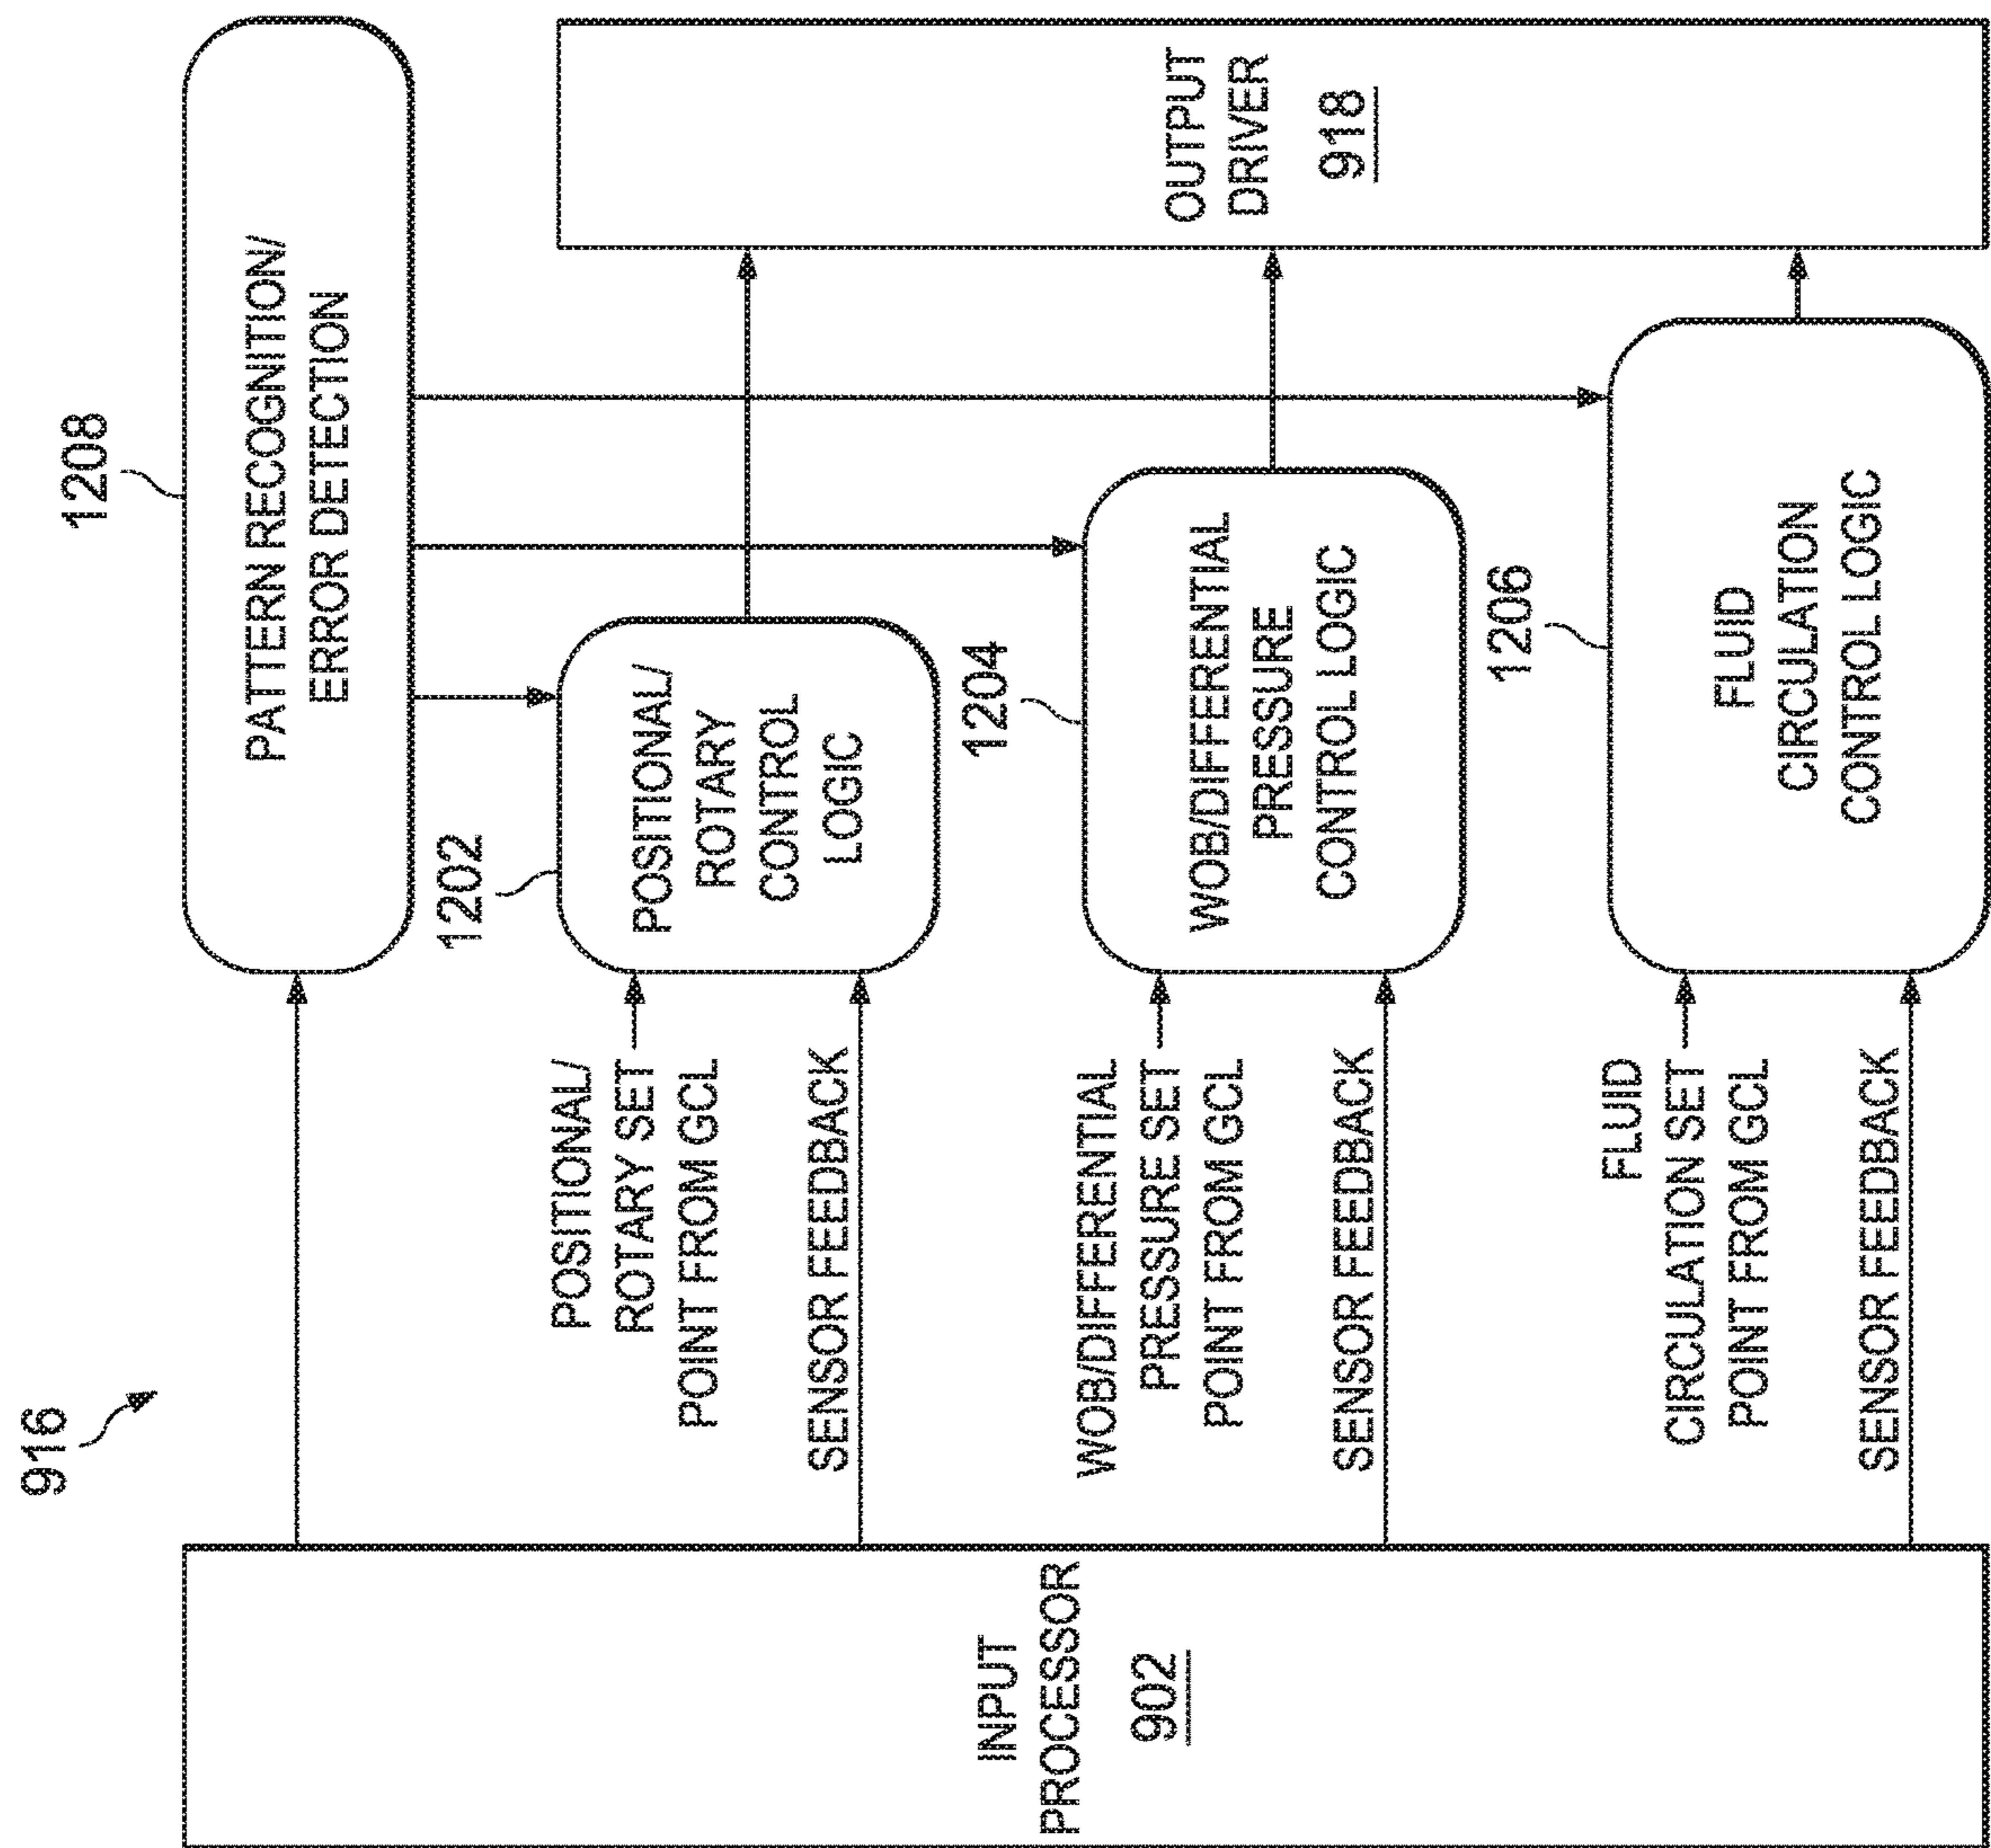 916
INPUT
PROCESSOR
902
1208
PATTERN RECOGNITION/
ERROR DETECTION
POSITIONAL/
ROTARY SET
POINT FROM GCL
SENSOR FEEDBACK
1202
POSITIONAL/
ROTARY
CONTROL
LOGIC
WOB/DIFFERENTIAL
PRESSURE SET
POINT FROM GCL
SENSOR FEEDBACK
1204
WOB/DIFFERENTIAL
PRESSURE
CONTROL LOGIC
FLUID
CIRCULATION SET
POINT FROM GCL
SENSOR FEEDBACK
1206
FLUID
CIRCULATION
CONTROL LOGIC
OUTPUT
DRIVER
918